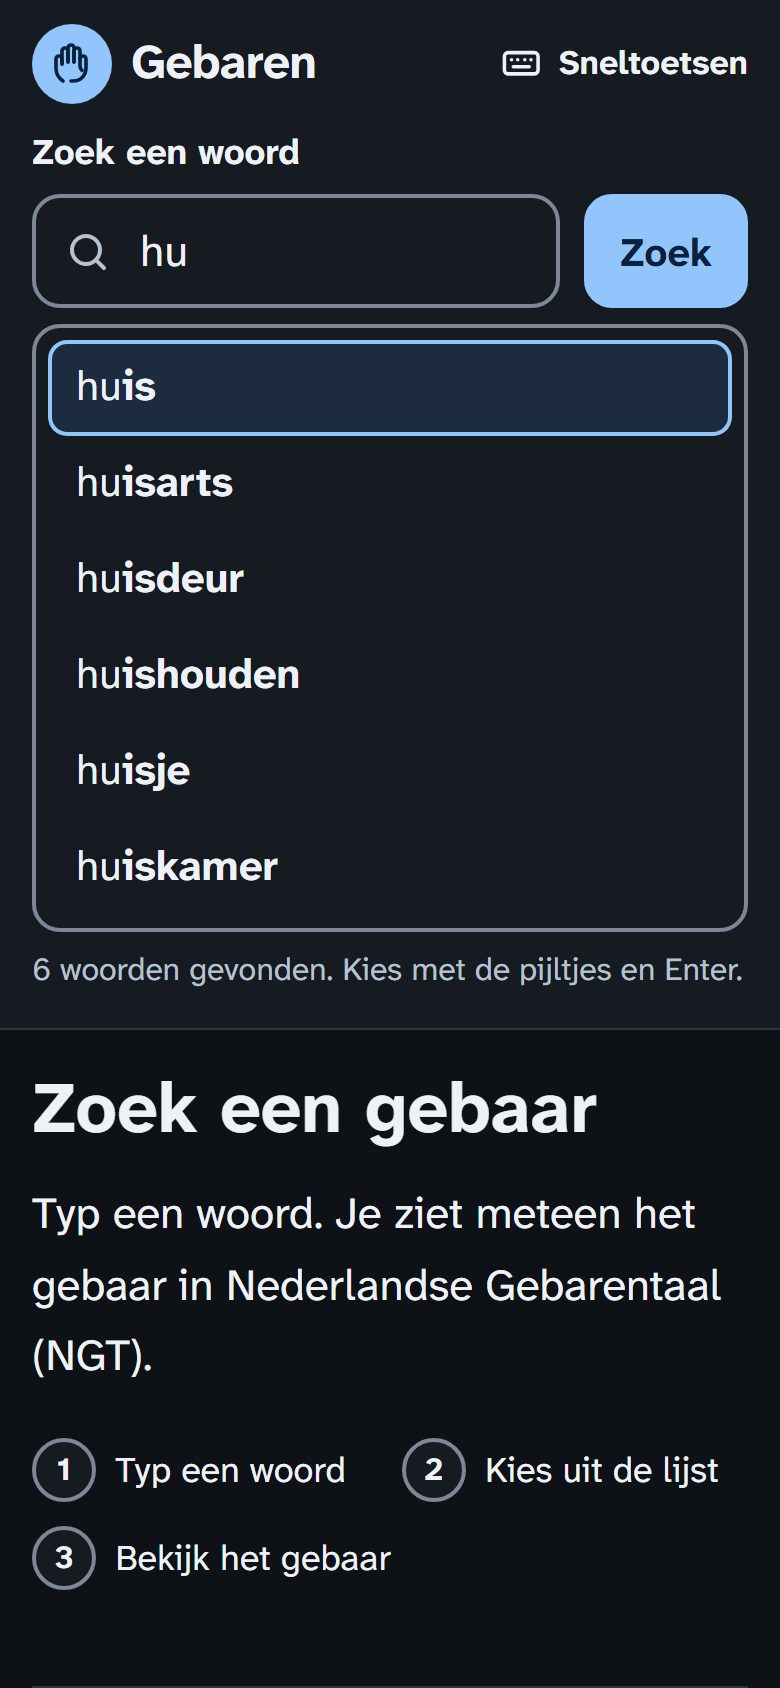 Gebaren
Sneltoetsen
Zoek een woord
hu
Zoek
huis
huisarts
huisdeur
huishouden
huisje
huiskamer
6 woorden gevonden. Kies met de pijltjes en Enter.
Zoek een gebaar
Typ een woord. Je ziet meteen het
gebaar in Nederlandse Gebarentaal
(NGT).
1 Typ een woord
2 Kies uit de lijst
3 Bekijk het gebaar